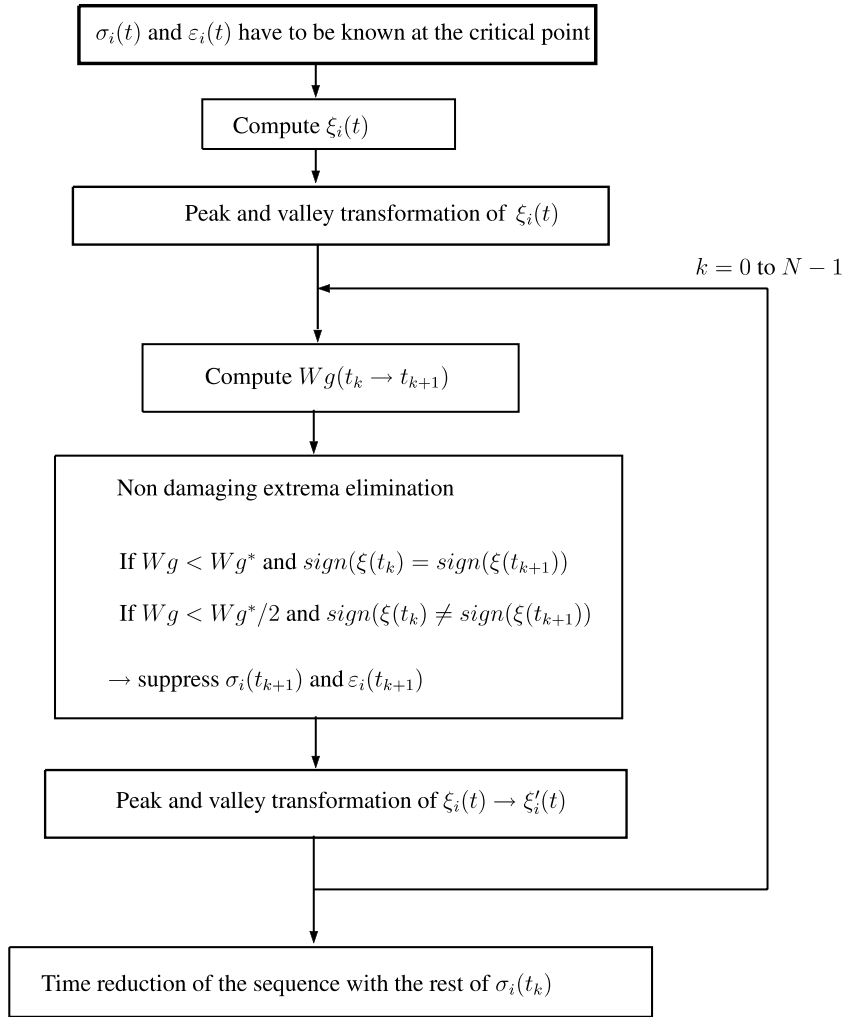 σ_i(t) and ε_i(t) have to be known at the critical point
Compute ξ_i(t)
Peak and valley transformation of ξ_i(t)
k = 0 to N − 1
Compute Wg(t_k → t_{k+1})
Non damaging extrema elimination
If Wg < Wg* and sign(ξ(t_k) = sign(ξ(t_{k+1}))
If Wg < Wg*/2 and sign(ξ(t_k) ≠ sign(ξ(t_{k+1}))
→ suppress σ_i(t_{k+1}) and ε_i(t_{k+1})
Peak and valley transformation of ξ_i(t) → ξ′_i(t)
Time reduction of the sequence with the rest of σ_i(t_k)